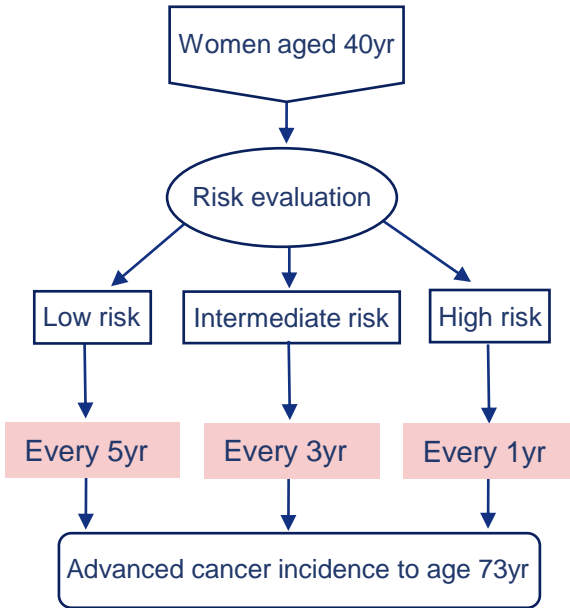 Women aged 40yr
Risk evaluation
Low risk
Intermediate risk
High risk
Every 5yr
Every 3yr
Every 1yr
Advanced cancer incidence to age 73yr